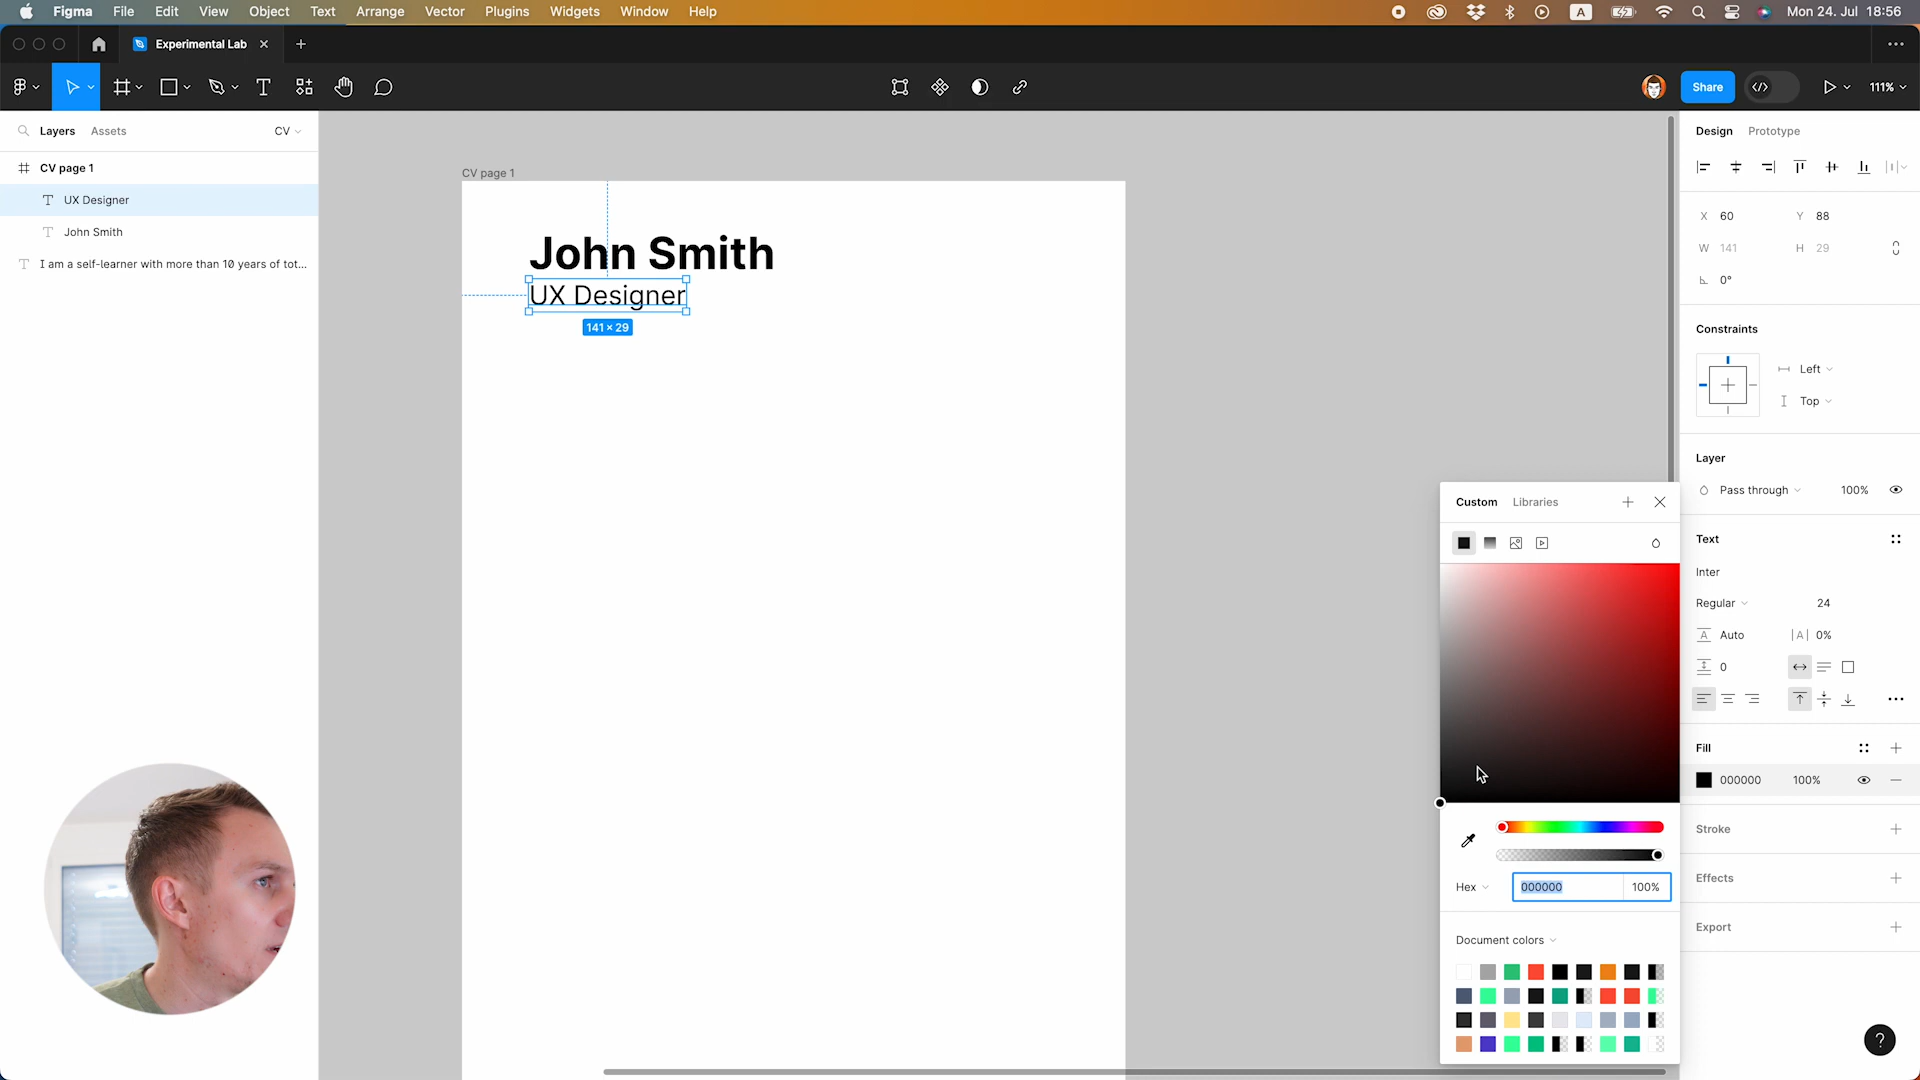 Figma File Edit View Object Text Arrange Vector Plugins Widgets Window Help A Mon 24. Jul 18:56
Experimental Lab
Share 111%
Layers Assets CV
CV page 1
UX Designer
John Smith
I am a self-learner with more than 10 years of tot...
CV page 1
John Smith
UX Designer
141 × 29
Custom Libraries
Hex 000000 100%
Document colors
Design Prototype
X 60 Y 88
W 141 H 29
0°
Constraints
Left
Top
Layer
Pass through 100%
Text
Inter
Regular 24
A Auto |A| 0%
0
Fill
000000 100%
Stroke
Effects
Export
?